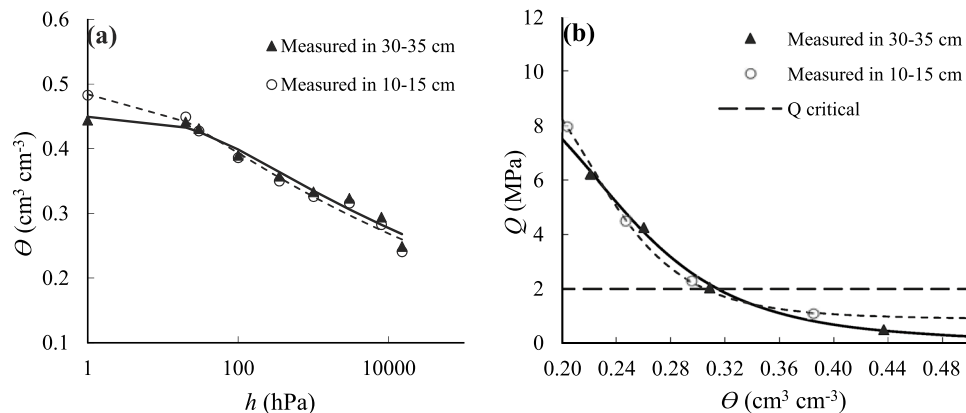 (a)
Measured in 30-35 cm
Measured in 10-15 cm
0.6
0.5
0.4
0.3
0.2
0.1
Θ (cm³ cm-³)
1
100
10000
h (hPa)
(b)
Measured in 30-35 cm
Measured in 10-15 cm
Q critical
12
10
8
6
4
2
0
Q (MPa)
0.20 0.24 0.28 0.32 0.36 0.40 0.44 0.48
Θ (cm³ cm-³)